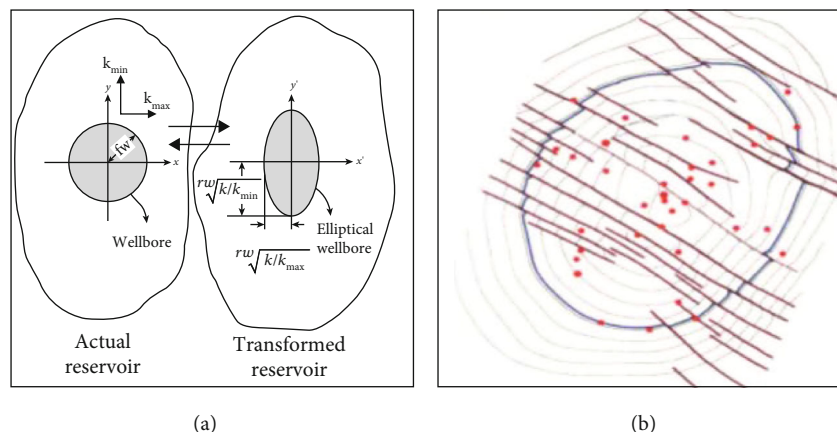 k_min
y
k_max
rw
x
Wellbore
Actual
reservoir
y'
x'
rw√k/k_min
Elliptical
wellbore
rw√k/k_max
Transformed
reservoir
(a)
(b)